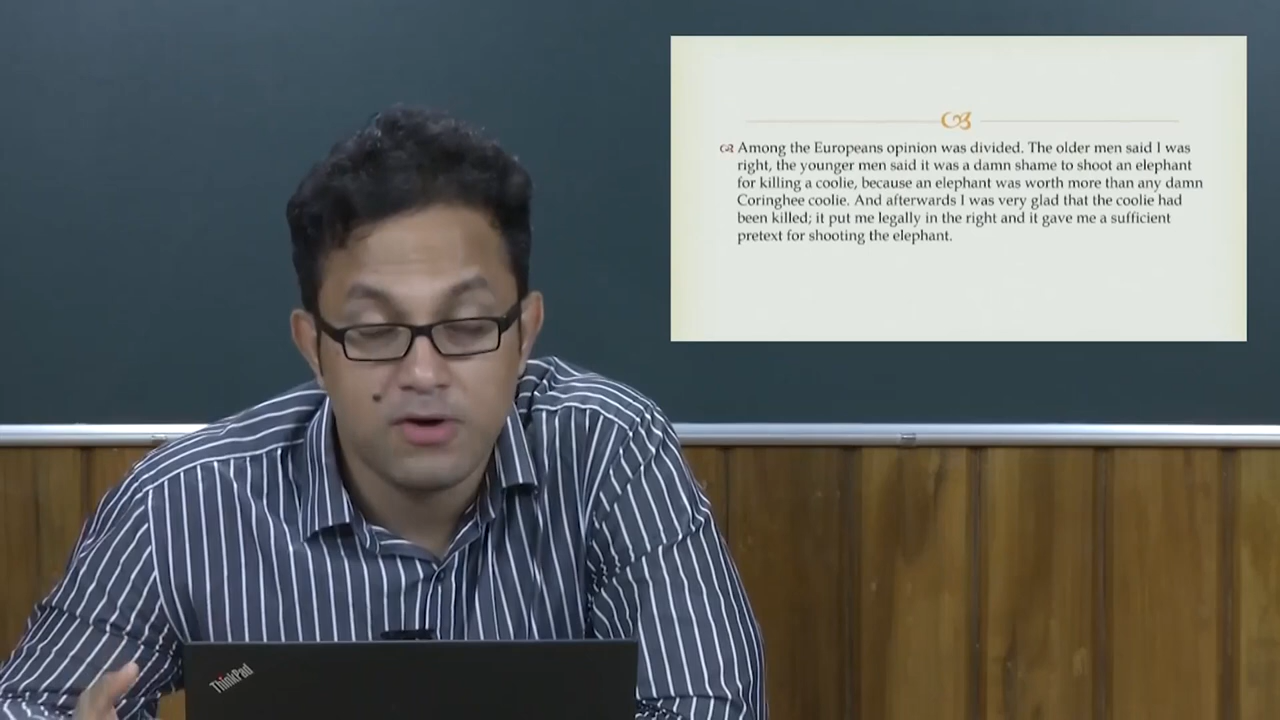 Among the Europeans opinion was divided. The older men said I was
right, the younger men said it was a damn shame to shoot an elephant
for killing a coolie, because an elephant was worth more than any damn
Coringhee coolie. And afterwards I was very glad that the coolie had
been killed; it put me legally in the right and it gave me a sufficient
pretext for shooting the elephant.
ThinkPad